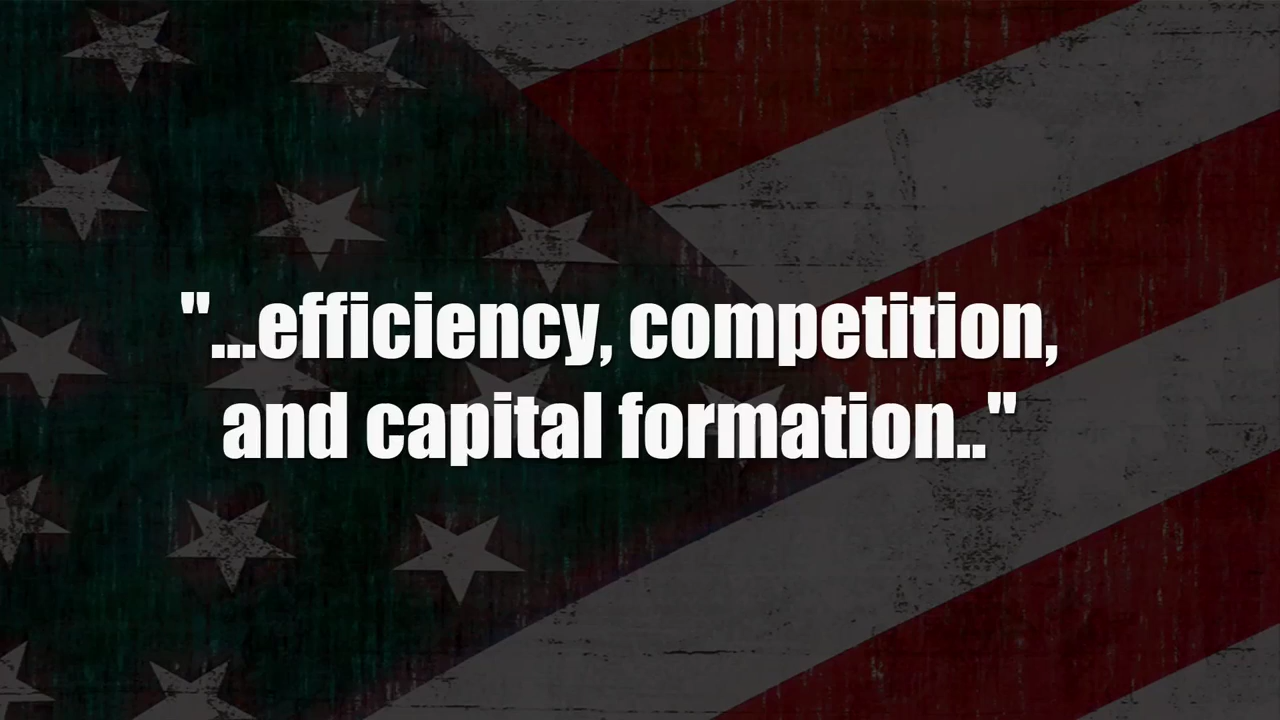 "...efficiency, competition,
and capital formation.."